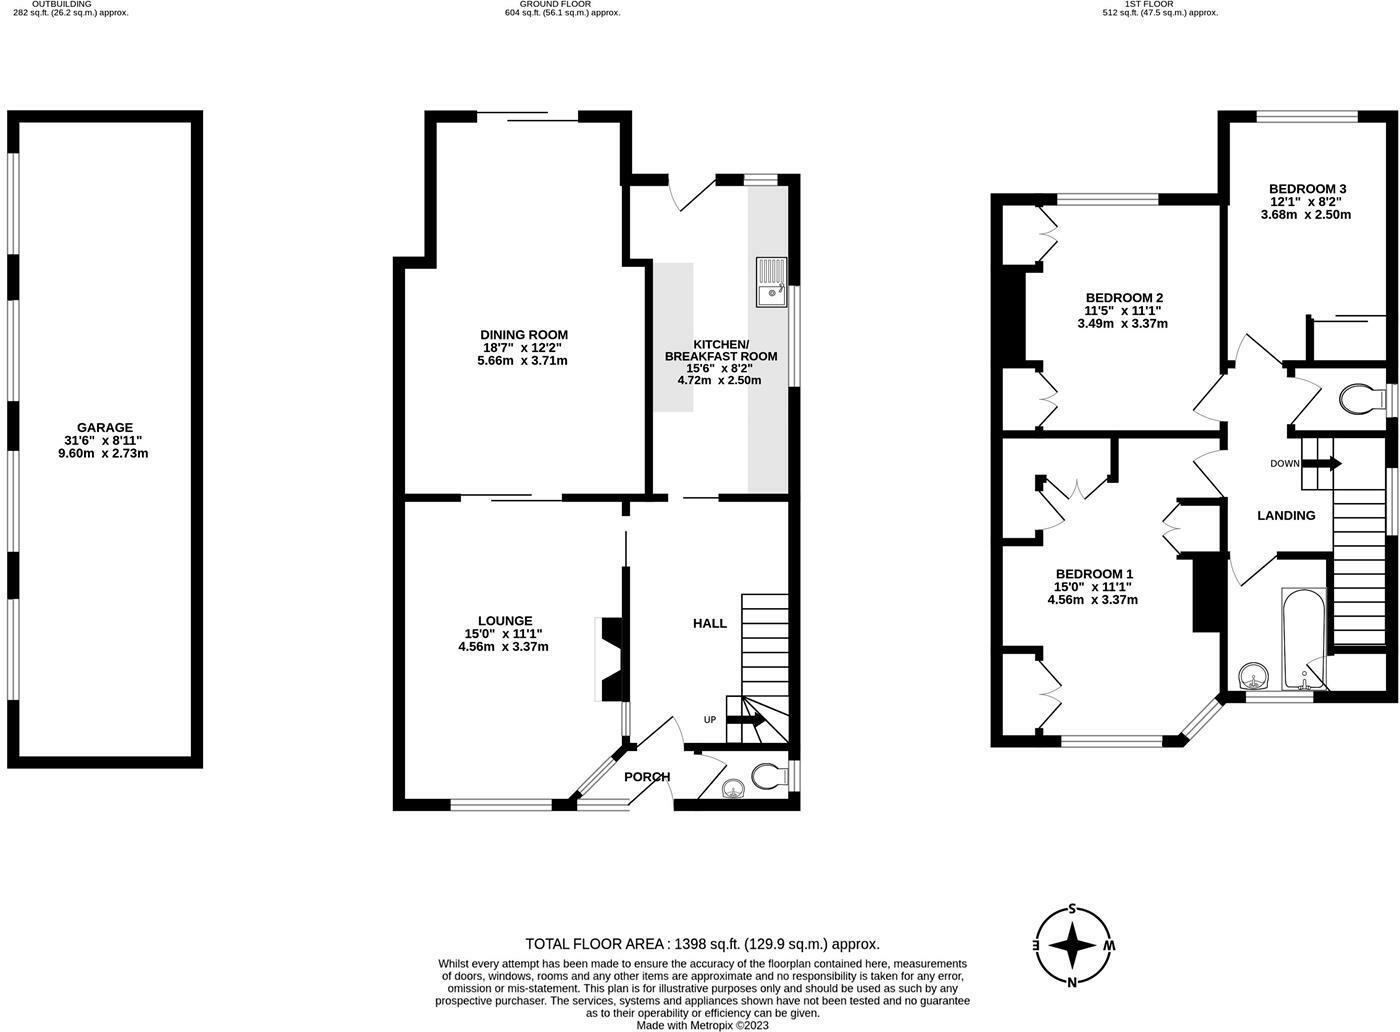 OUTBUILDING
282 sq.ft. (26.2 sq.m.) approx.
GROUND FLOOR
604 sq.ft. (56.1 sq.m.) approx.
1ST FLOOR
512 sq.ft. (47.5 sq.m.) approx.
GARAGE
31'6" x 8'11"
9.60m x 2.73m
DINING ROOM
18'7" x 12'2"
5.66m x 3.71m
KITCHEN/
BREAKFAST ROOM
15'6" x 8'2"
4.72m x 2.50m
LOUNGE
15'0" x 11'1"
4.56m x 3.37m
HALL
UP
PORCH
BEDROOM 3
12'1" x 8'2"
3.68m x 2.50m
BEDROOM 2
11'5" x 11'1"
3.49m x 3.37m
DOWN
LANDING
BEDROOM 1
15'0" x 11'1"
4.56m x 3.37m
S
E
W
N
TOTAL FLOOR AREA : 1398 sq.ft. (129.9 sq.m.) approx.
Whilst every attempt has been made to ensure the accuracy of the floorplan contained here, measurements
of doors, windows, rooms and any other items are approximate and no responsibility is taken for any error,
omission or mis-statement. This plan is for illustrative purposes only and should be used as such by any
prospective purchaser. The services, systems and appliances shown have not been tested and no guarantee
as to their operability or efficiency can be given.
Made with Metropix ©2023